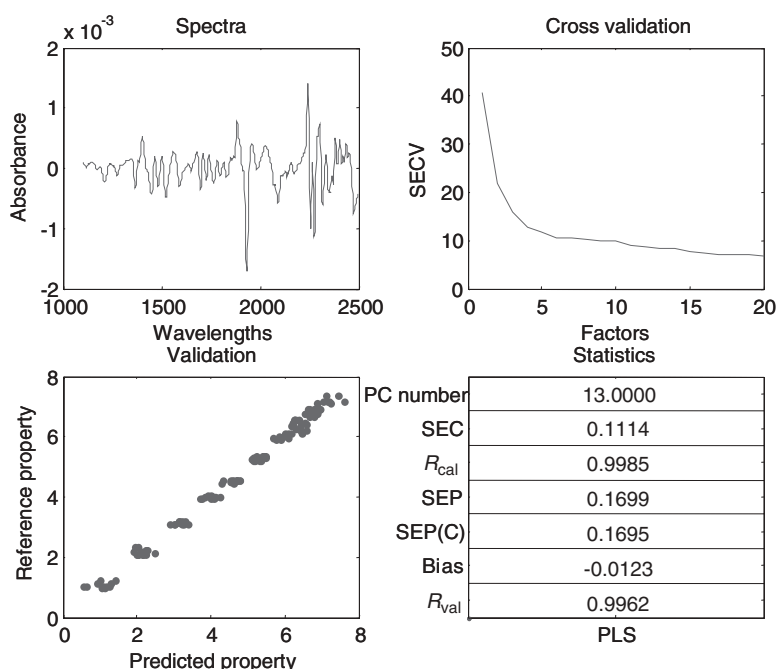 Spectra
x 10⁻³
2
1
0
-1
-2
Absorbance
1000 1500 2000 2500
Wavelengths
Cross validation
50
40
30
20
10
0
SECV
0 5 10 15 20
Factors
Validation
8
6
4
2
0
Reference property
0 2 4 6 8
Predicted property
Statistics
PC number 13.0000
SEC 0.1114
Rcal 0.9985
SEP 0.1699
SEP(C) 0.1695
Bias -0.0123
Rval 0.9962
PLS